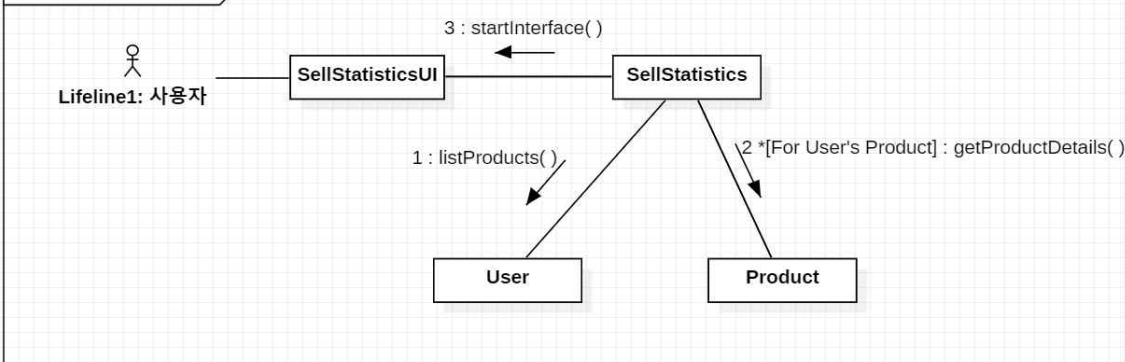 3 : startInterface( )
SellStatisticsUI
SellStatistics
Lifeline1: 사용자
1 : listProducts( )
2 *[For User's Product] : getProductDetails( )
User
Product